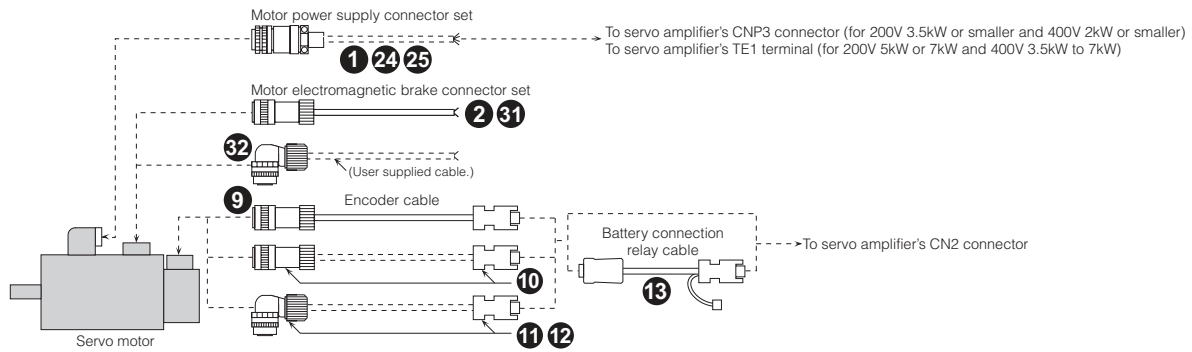 Motor power supply connector set
To servo amplifier's CNP3 connector (for 200V 3.5kW or smaller and 400V 2kW or smaller)
To servo amplifier's TE1 terminal (for 200V 5kW or 7kW and 400V 3.5kW to 7kW)
1 24 25
Motor electromagnetic brake connector set
2 31
32
(User supplied cable.)
9
Encoder cable
Battery connection
relay cable
To servo amplifier's CN2 connector
10
13
11 12
Servo motor